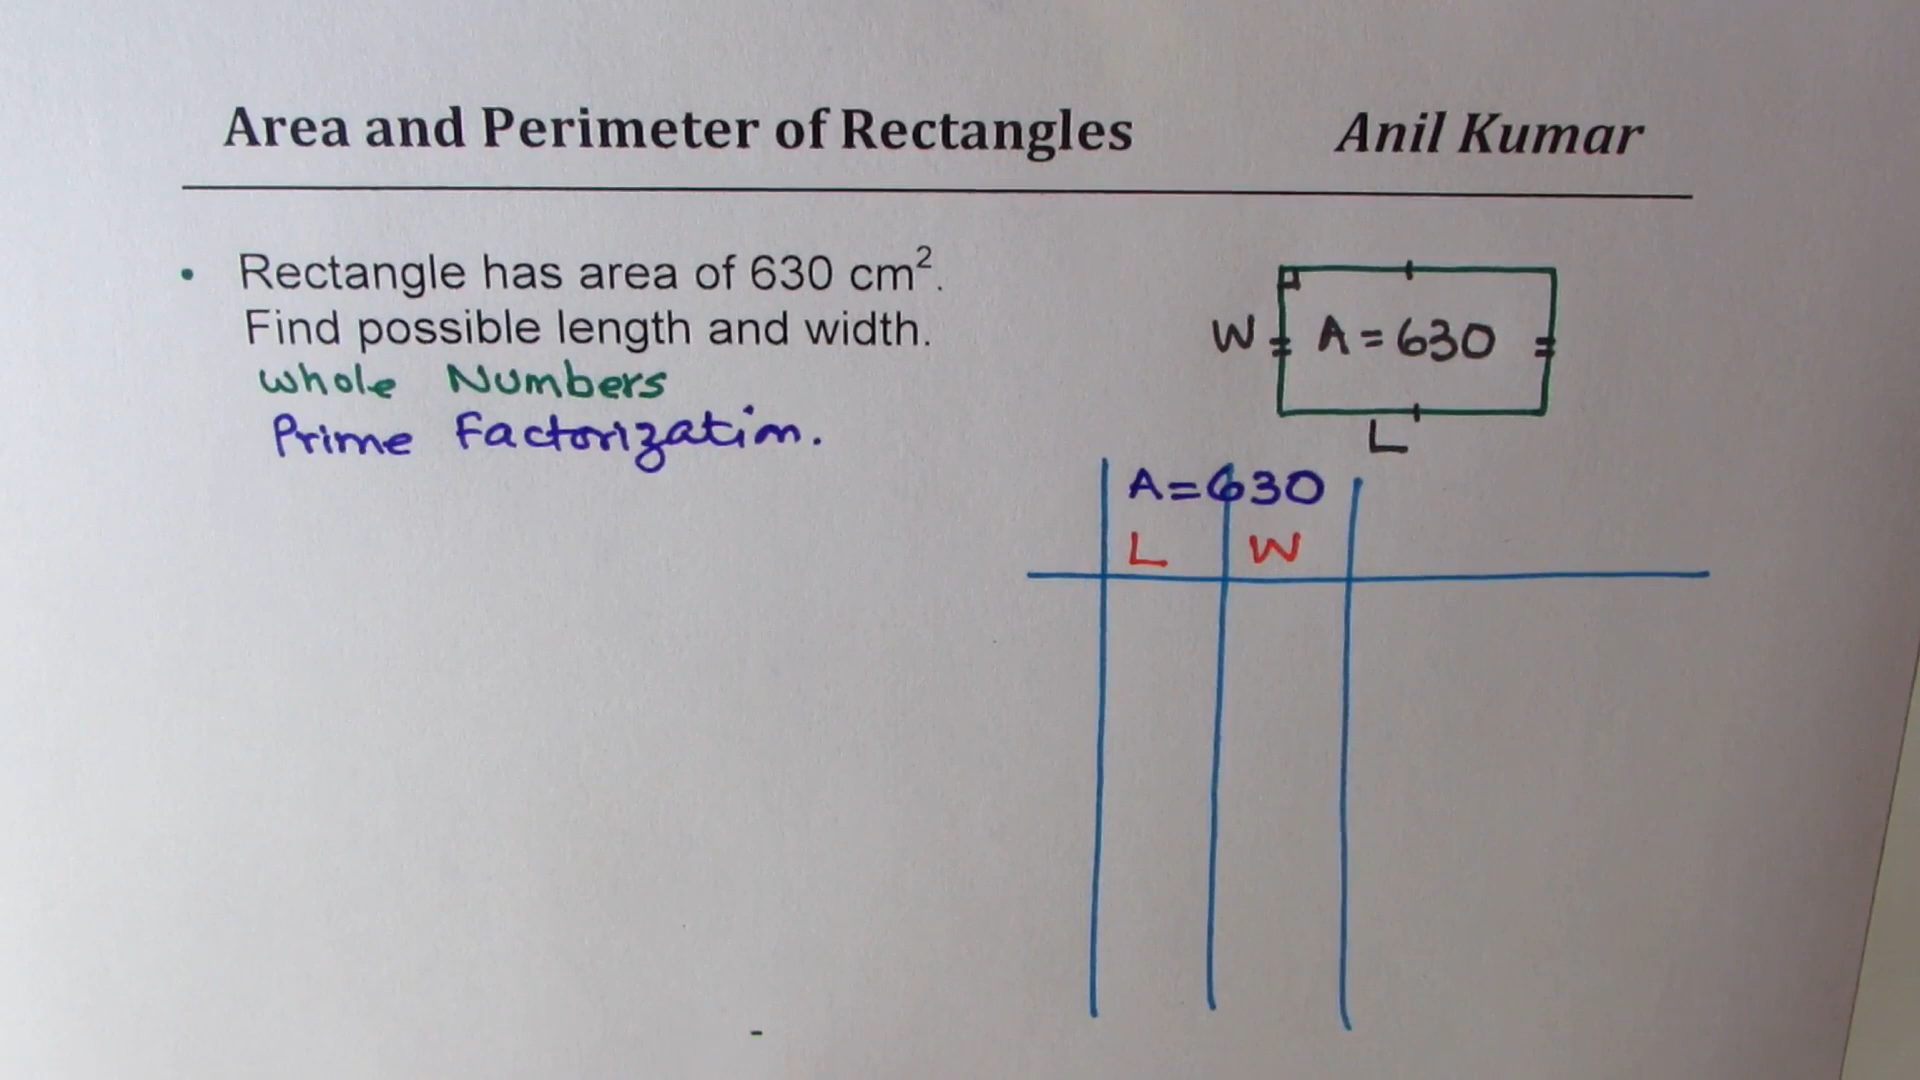 Area and Perimeter of Rectangles Anil Kumar
• Rectangle has area of 630 cm².
Find possible length and width.
Whole Numbers
Prime Factorization.
W A = 630
L
A = 630
L W